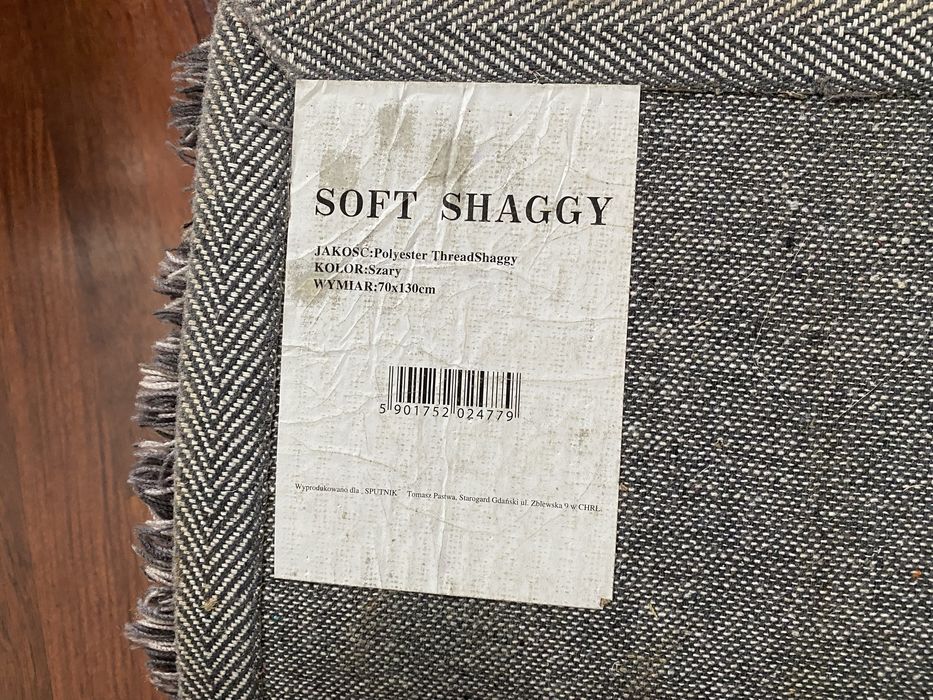 SOFT SHAGGY
JAKOŚĆ:Polyester ThreadShaggy
KOLOR:Szary
WYMIAR:70x130cm
5 901752 024779
Wyprodukowano dla „SPUTNIK" Tomasz Pastwa, Starogard Gdański ul. Zblewska 9 w CHRL.